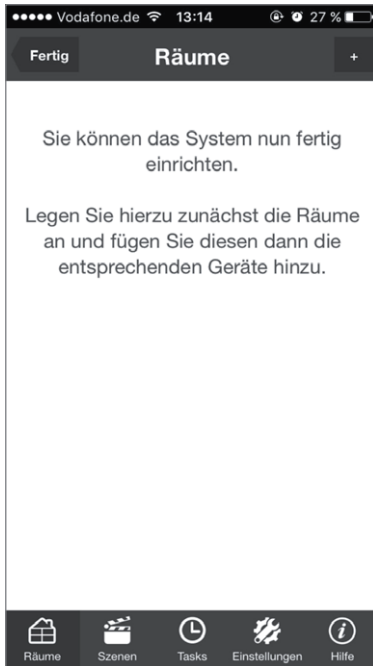 Vodafone.de 13:14 27 %
Fertig Räume +
Sie können das System nun fertig
einrichten.
Legen Sie hierzu zunächst die Räume
an und fügen Sie diesen dann die
entsprechenden Geräte hinzu.
Räume Szenen Tasks Einstellungen Hilfe